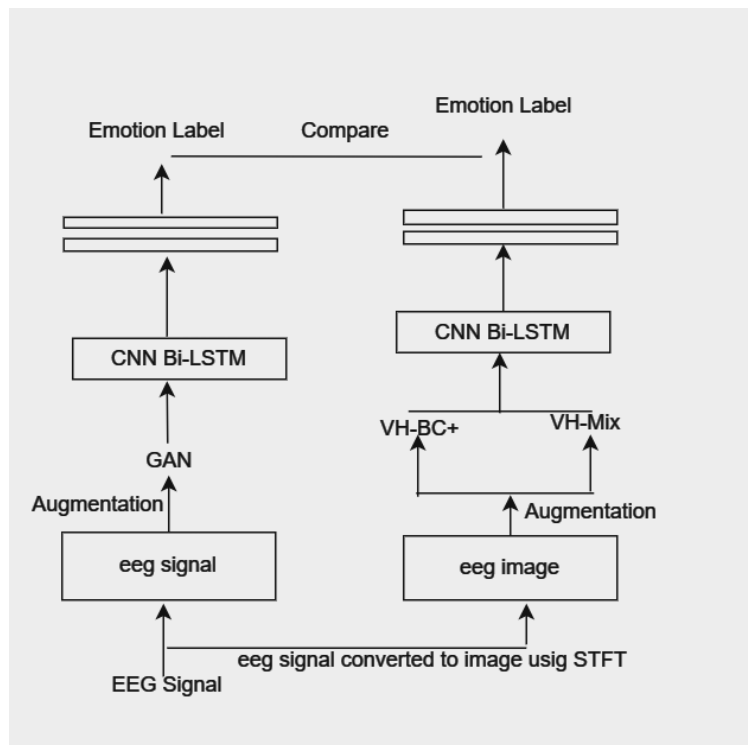 Emotion Label
Compare
Emotion Label
CNN Bi-LSTM
CNN Bi-LSTM
GAN
VH-BC+
VH-Mix
Augmentation
Augmentation
eeg signal
eeg image
eeg signal converted to image usig STFT
EEG Signal